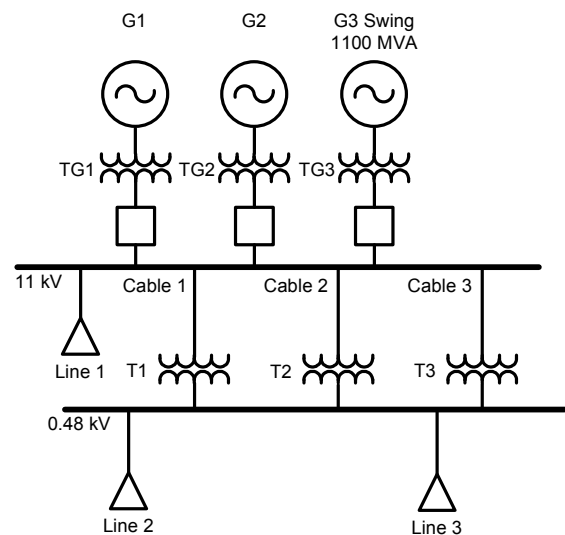 G1
G2
G3 Swing
1100 MVA
TG1
TG2
TG3
11 kV
Cable 1
Cable 2
Cable 3
Line 1
T1
T2
T3
0.48 kV
Line 2
Line 3